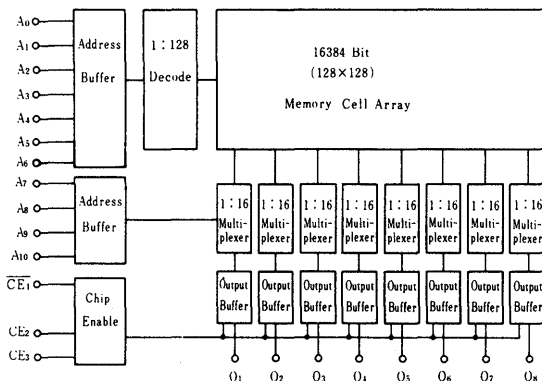 A0
A1
A2
A3
A4
A5
A6
Address
Buffer
1：128
Decode
16384 Bit
(128×128)
Memory Cell Array
A7
A8
A9
A10
Address
Buffer
1：16
Multi-
plexer
1：16
Multi-
plexer
1：16
Multi-
plexer
1：16
Multi-
plexer
1：16
Multi-
plexer
1：16
Multi-
plexer
1：16
Multi-
plexer
1：16
Multi-
plexer
CE1
CE2
CE3
Chip
Enable
Output
Buffer
Output
Buffer
Output
Buffer
Output
Buffer
Output
Buffer
Output
Buffer
Output
Buffer
Output
Buffer
O1
O2
O3
O4
O5
O6
O7
O8